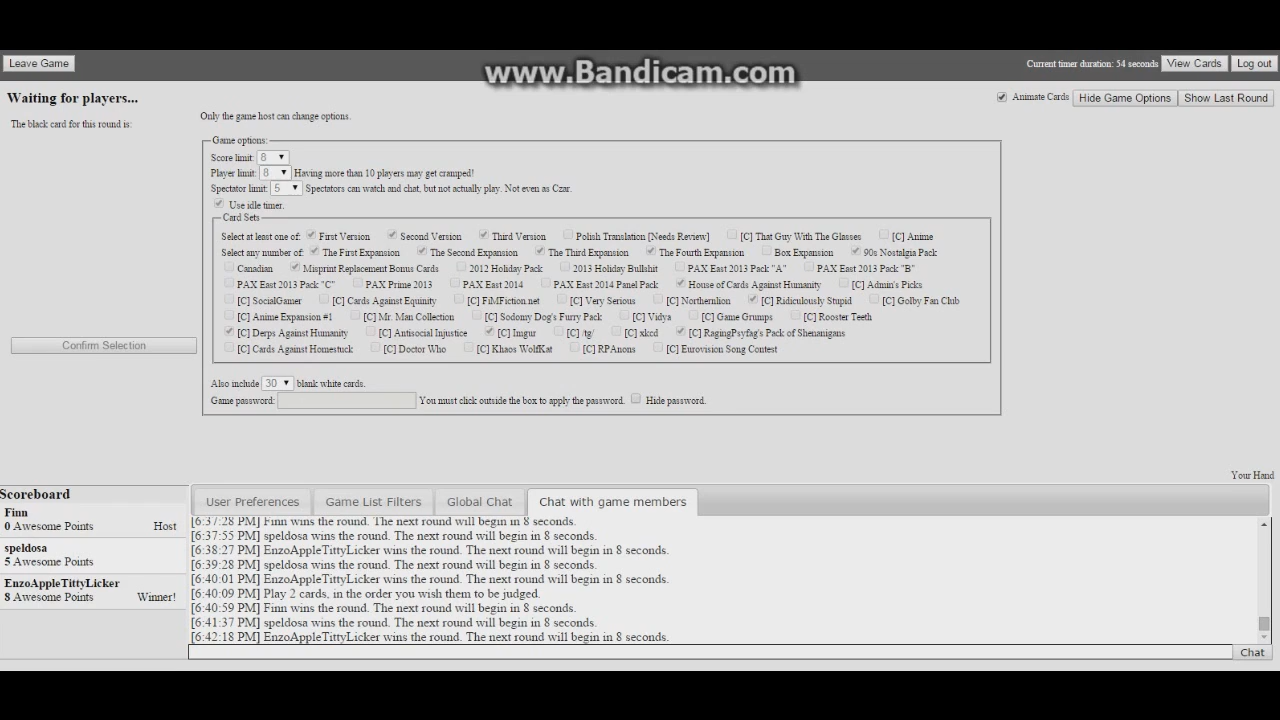 www.Bandicam.com
Leave Game
Current timer duration: 54 seconds
View Cards
Log out
Waiting for players...
Animate Cards
Hide Game Options
Show Last Round
The black card for this round is:
Only the game host can change options.
Game options:
Score limit: 8
Player limit: 8 Having more than 10 players may get cramped!
Spectator limit: 5 Spectators can watch and chat, but not actually play. Not even as Czar.
Use idle timer.
Card Sets
Select at least one of: First Version Second Version Third Version Polish Translation [Needs Review] [C] That Guy With The Glasses [C] Anime
Select any number of: The First Expansion The Second Expansion The Third Expansion The Fourth Expansion Box Expansion 90s Nostalgia Pack
Canadian Misprint Replacement Bonus Cards 2012 Holiday Pack 2013 Holiday Bullshit PAX East 2013 Pack "A" PAX East 2013 Pack "B"
PAX East 2013 Pack "C" PAX Prime 2013 PAX East 2014 PAX East 2014 Panel Pack House of Cards Against Humanity [C] Admin's Picks
[C] SocialGamer [C] Cards Against Equinity [C] FiMFiction.net [C] Very Serious [C] Northernlion [C] Ridiculously Stupid [C] Golby Fan Club
[C] Anime Expansion #1 [C] Mr. Man Collection [C] Sodomy Dog's Furry Pack [C] Vidya [C] Game Grumps [C] Rooster Teeth
[C] Derps Against Humanity [C] Antisocial Injustice [C] Imgur [C] /tg/ [C] xkcd [C] RagingPsyfag's Pack of Shenanigans
[C] Cards Against Homestuck [C] Doctor Who [C] Khaos WolfKat [C] RPAnons [C] Eurovision Song Contest
Confirm Selection
Also include 30 blank white cards.
Game password: You must click outside the box to apply the password. Hide password.
Your Hand
Scoreboard
Finn
0 Awesome Points Host
speldosa
5 Awesome Points
EnzoAppleTittyLicker
8 Awesome Points Winner!
User Preferences
Game List Filters
Global Chat
Chat with game members
[6:37:28 PM] Finn wins the round. The next round will begin in 8 seconds.
[6:37:55 PM] speldosa wins the round. The next round will begin in 8 seconds.
[6:38:27 PM] EnzoAppleTittyLicker wins the round. The next round will begin in 8 seconds.
[6:39:28 PM] speldosa wins the round. The next round will begin in 8 seconds.
[6:40:01 PM] EnzoAppleTittyLicker wins the round. The next round will begin in 8 seconds.
[6:40:09 PM] Play 2 cards, in the order you wish them to be judged.
[6:40:59 PM] Finn wins the round. The next round will begin in 8 seconds.
[6:41:37 PM] speldosa wins the round. The next round will begin in 8 seconds.
[6:42:18 PM] EnzoAppleTittyLicker wins the round. The next round will begin in 8 seconds.
Chat